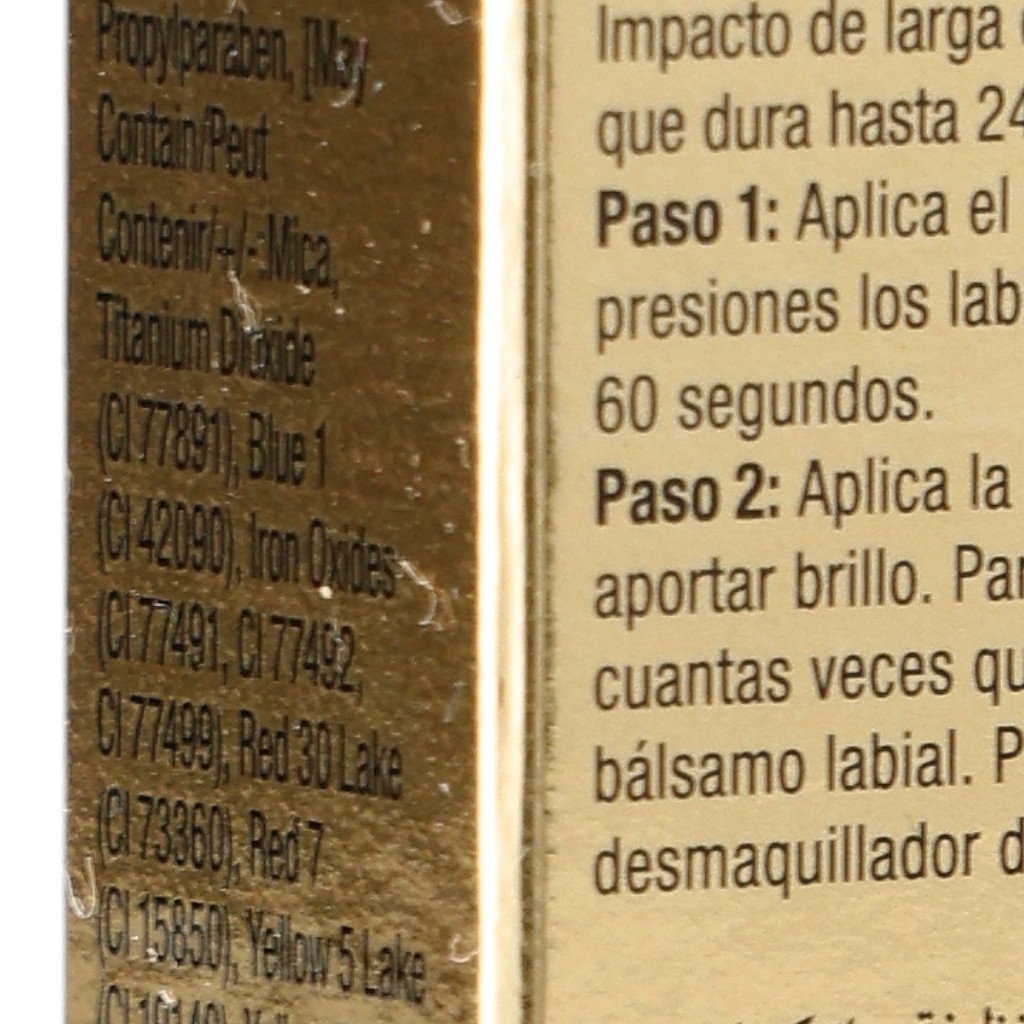 Propylparaben, [May
Contain/Peut
Contenir/+/-:Mica,
Titanium Dioxide
(CI 77891), Blue 1
(CI 42090), Iron Oxides
(CI 77491, CI 77492,
CI 77499), Red 30 Lake
(CI 73360), Red 7
(CI 15850), Yellow 5 Lake
(CI 19140)
Impacto de larga
que dura hasta 24
Paso 1: Aplica el
presiones los lab
60 segundos.
Paso 2: Aplica la
aportar brillo. Par
cuantas veces qu
bálsamo labial. P
desmaquillador d